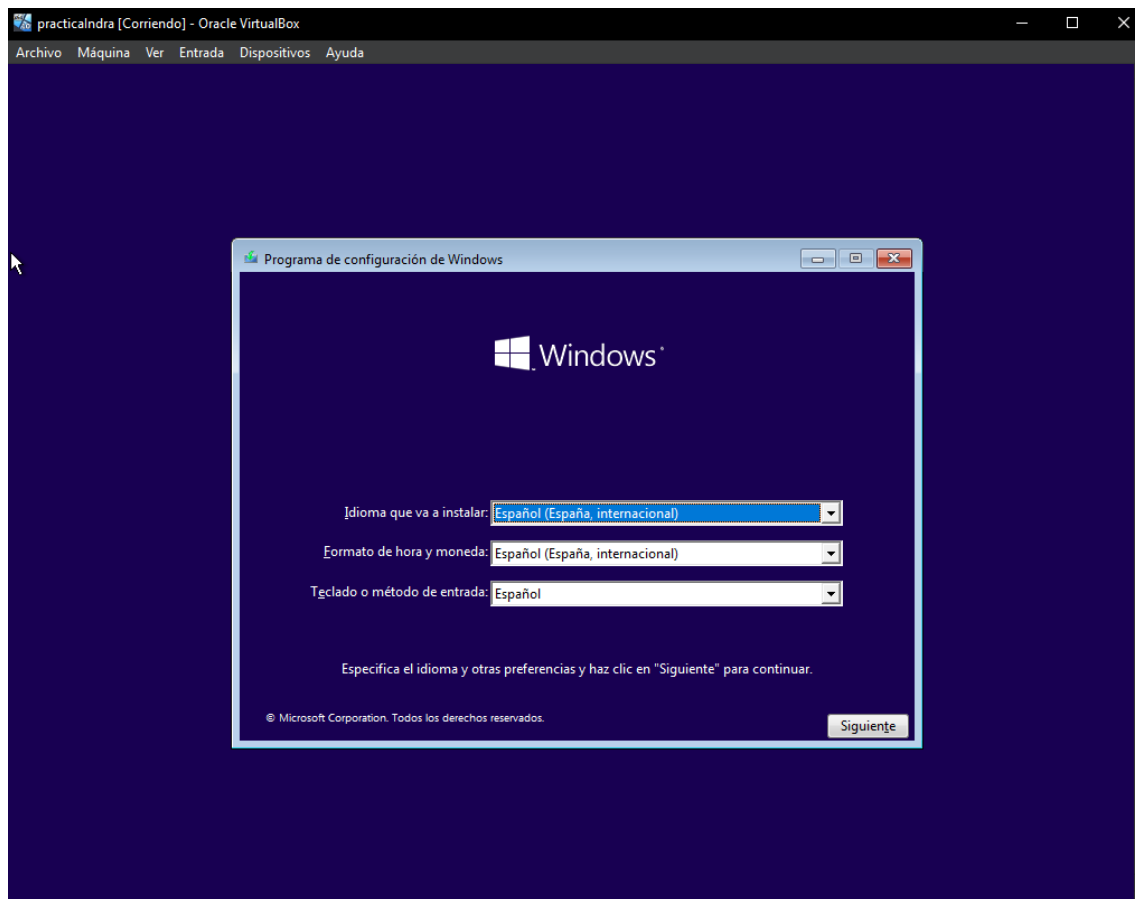 practicaIndra [Corriendo] - Oracle VirtualBox
Archivo Máquina Ver Entrada Dispositivos Ayuda
Programa de configuración de Windows
Windows
Idioma que va a instalar: Español (España, internacional)
Formato de hora y moneda: Español (España, internacional)
Teclado o método de entrada: Español
Especifica el idioma y otras preferencias y haz clic en "Siguiente" para continuar.
© Microsoft Corporation. Todos los derechos reservados.
Siguiente